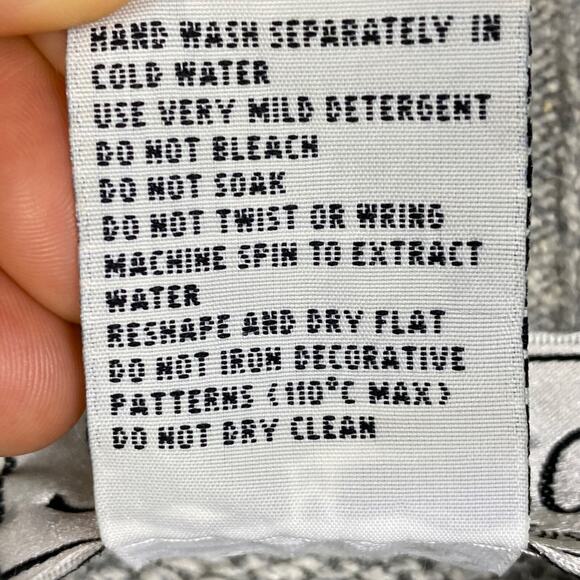 HAND WASH SEPARATELY IN
COLD WATER
USE VERY MILD DETERGENT
DO NOT BLEACH
DO NOT SOAK
DO NOT TWIST OR WRING
MACHINE SPIN TO EXTRACT
WATER
RESHAPE AND DRY FLAT
DO NOT IRON DECORATIVE
PATTERNS (110°C MAX)
DO NOT DRY CLEAN